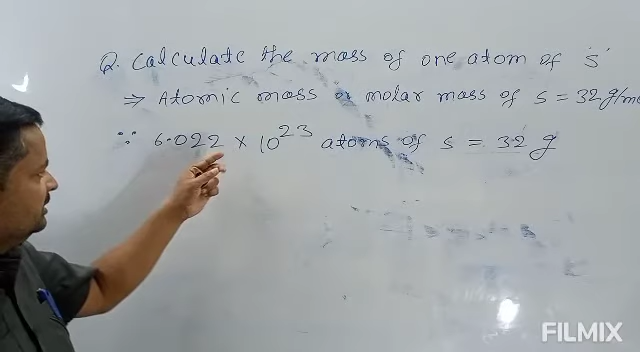 Q. Calculate the mass of one atom of 's'
⇒ Atomic mass or molar mass of s = 32 g/mo
∵ 6.022 × 10²³ atoms of s = 32 g
FILMIX